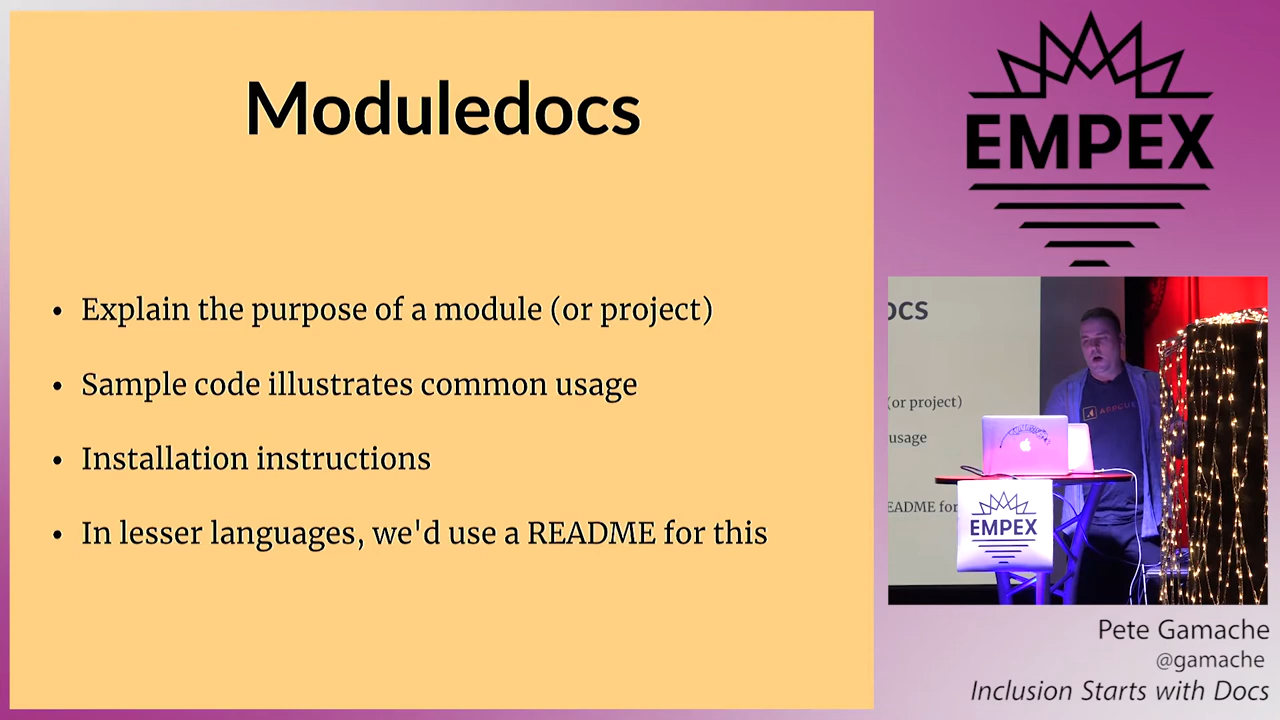 Moduledocs
• Explain the purpose of a module (or project)
• Sample code illustrates common usage
• Installation instructions
• In lesser languages, we'd use a README for this
EMPEX
ocs
(or project)
usage
EADME for
APPCUE
EMPEX
Pete Gamache
@gamache
Inclusion Starts with Docs